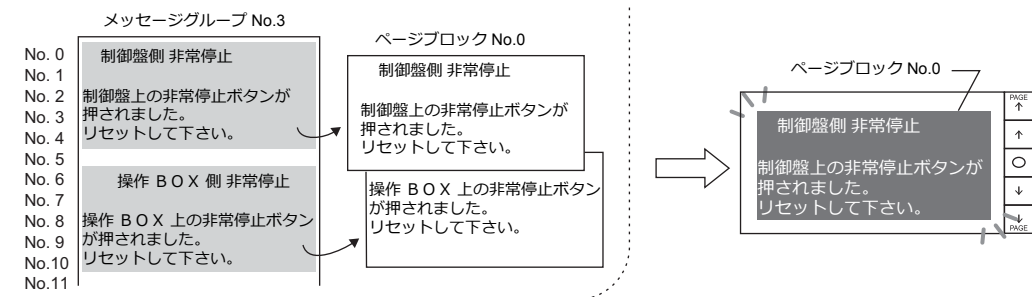 メッセージグループ No.3
No. 0
No. 1
No. 2
No. 3
No. 4
No. 5
No. 6
No. 7
No. 8
No. 9
No.10
No.11
制御盤側 非常停止
制御盤上の非常停止ボタンが
押されました。
リセットして下さい。
操作 BOX 側 非常停止
操作 BOX 上の非常停止ボタン
が押されました。
リセットして下さい。
ページブロック No.0
制御盤側 非常停止
制御盤上の非常停止ボタンが
押されました。
リセットして下さい。
操作 BOX 上の非常停止ボタン
が押されました。
リセットして下さい。
ページブロック No.0
制御盤側 非常停止
制御盤上の非常停止ボタンが
押されました。
リセットして下さい。
PAGE
↑
↑
○
↓
↓
PAGE